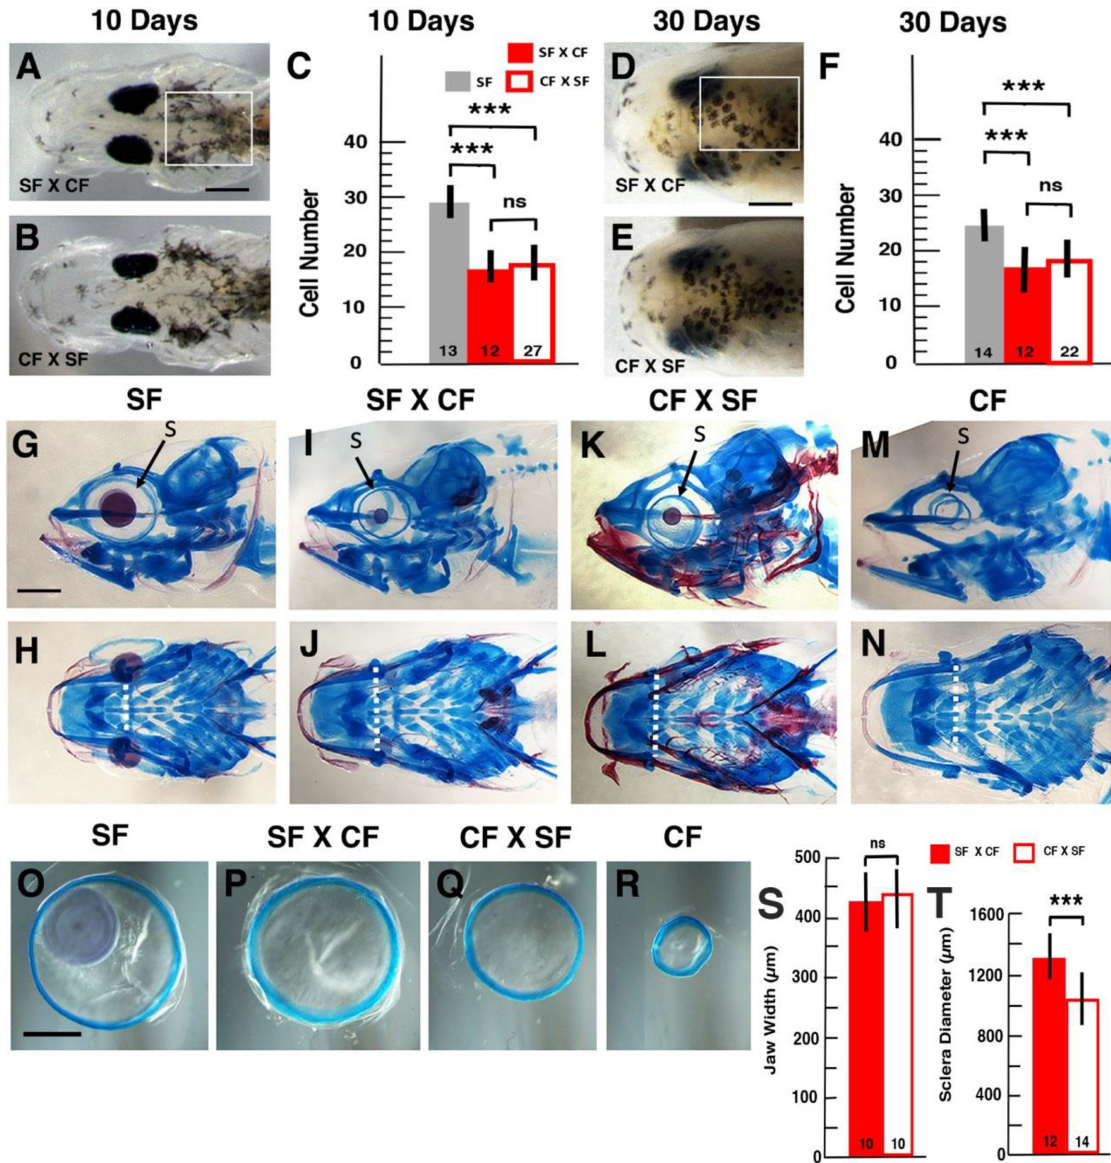 10 Days
10 Days
30 Days
30 Days
A
SF X CF
B
CF X SF
C
SF X CF
SF
CF X SF
***
***
ns
40
30
20
10
0
Cell Number
13
12
27
D
SF X CF
E
CF X SF
F
***
***
ns
40
30
20
10
0
Cell Number
14
12
22
SF
SF X CF
CF X SF
CF
G
S
I
S
K
S
M
S
H
J
L
N
SF
SF X CF
CF X SF
CF
O
P
Q
R
SF X CF
CF X SF
S
ns
500
400
300
200
100
0
Jaw Width (µm)
10
10
T
***
1600
1200
800
400
0
Sclera Diameter (µm)
12
14